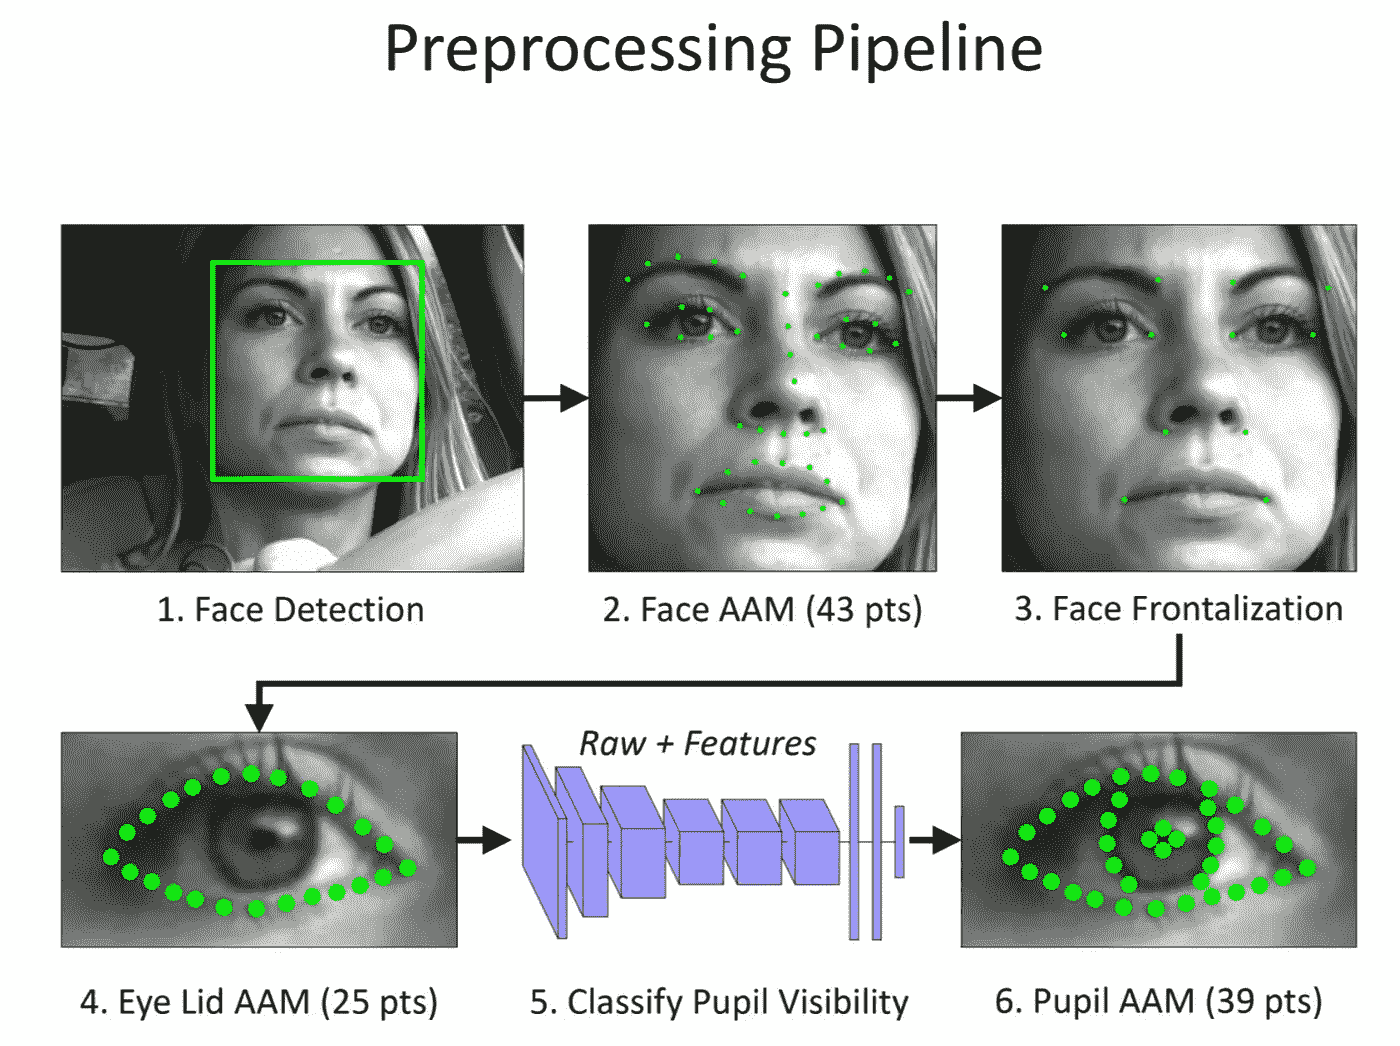 Preprocessing Pipeline
1. Face Detection
2. Face AAM (43 pts)
3. Face Frontalization
Raw + Features
4. Eye Lid AAM (25 pts)
5. Classify Pupil Visibility
6. Pupil AAM (39 pts)